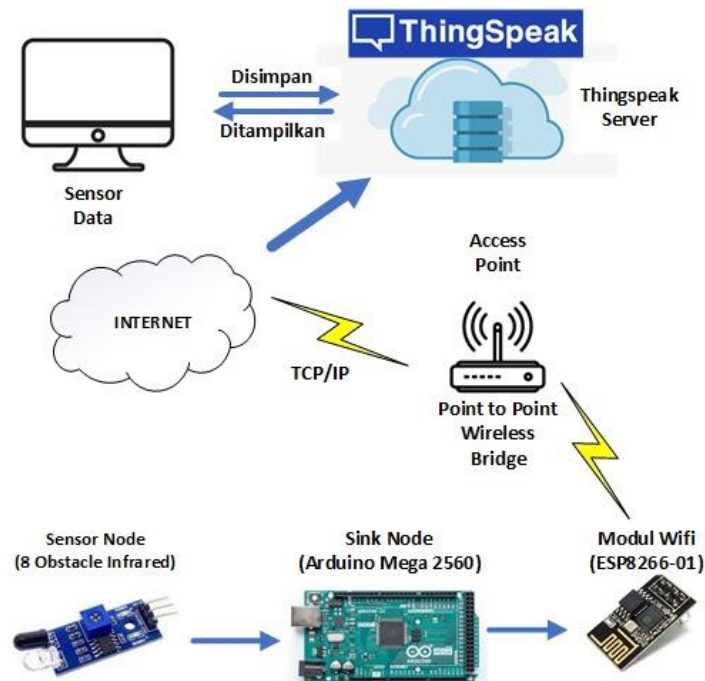 ThingSpeak
Disimpan
Ditampilkan
Thingspeak
Server
Sensor
Data
Access
Point
INTERNET
TCP/IP
Point to Point
Wireless
Bridge
Sensor Node
(8 Obstacle Infrared)
Sink Node
(Arduino Mega 2560)
Modul Wifi
(ESP8266-01)
ARDUINO